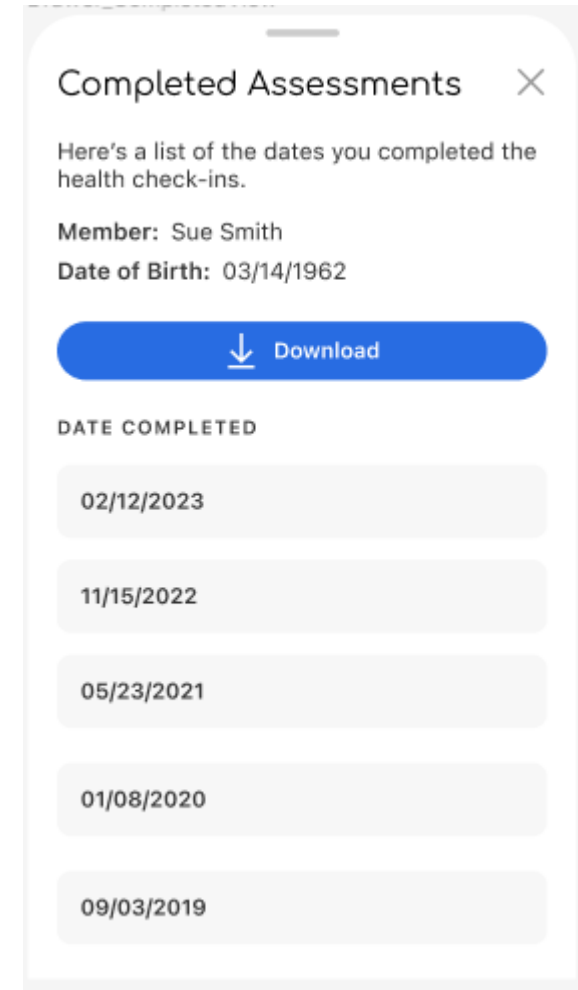 Completed Assessments
Here's a list of the dates you completed the
health check-ins.
Member: Sue Smith
Date of Birth: 03/14/1962
Download
DATE COMPLETED
02/12/2023
11/15/2022
05/23/2021
01/08/2020
09/03/2019